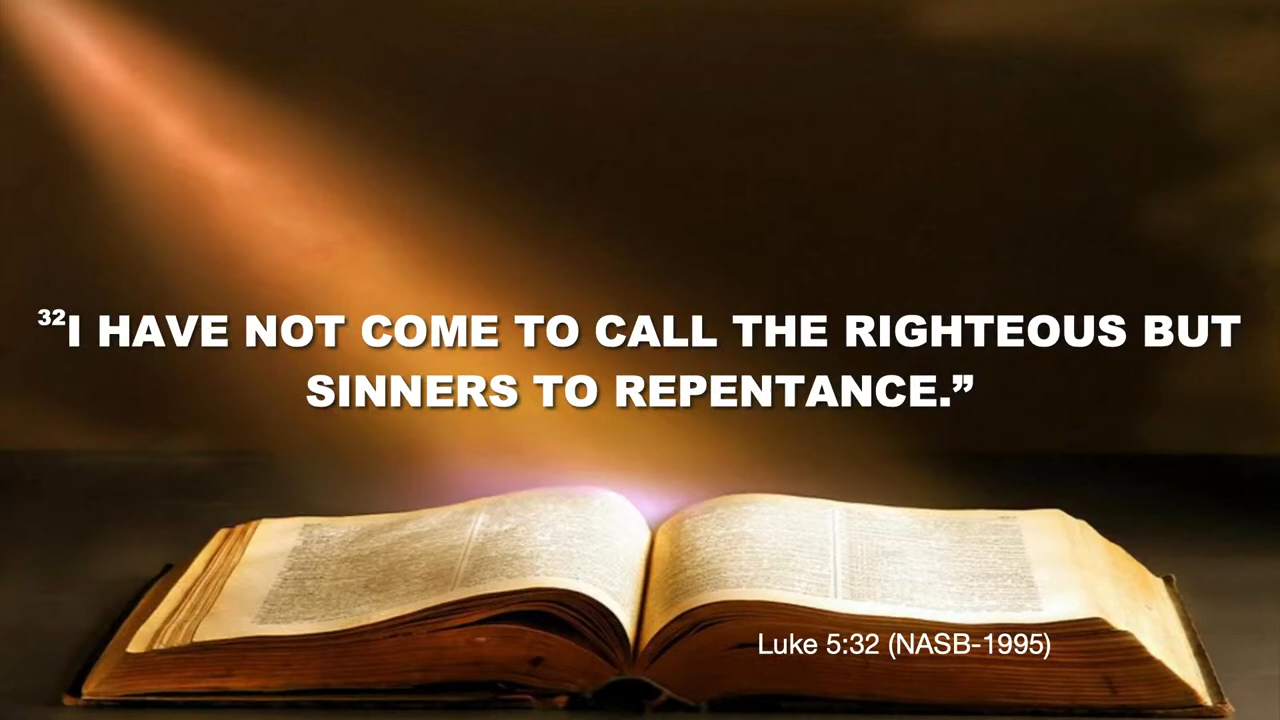 ³²I HAVE NOT COME TO CALL THE RIGHTEOUS BUT
SINNERS TO REPENTANCE.”
Luke 5:32 (NASB-1995)